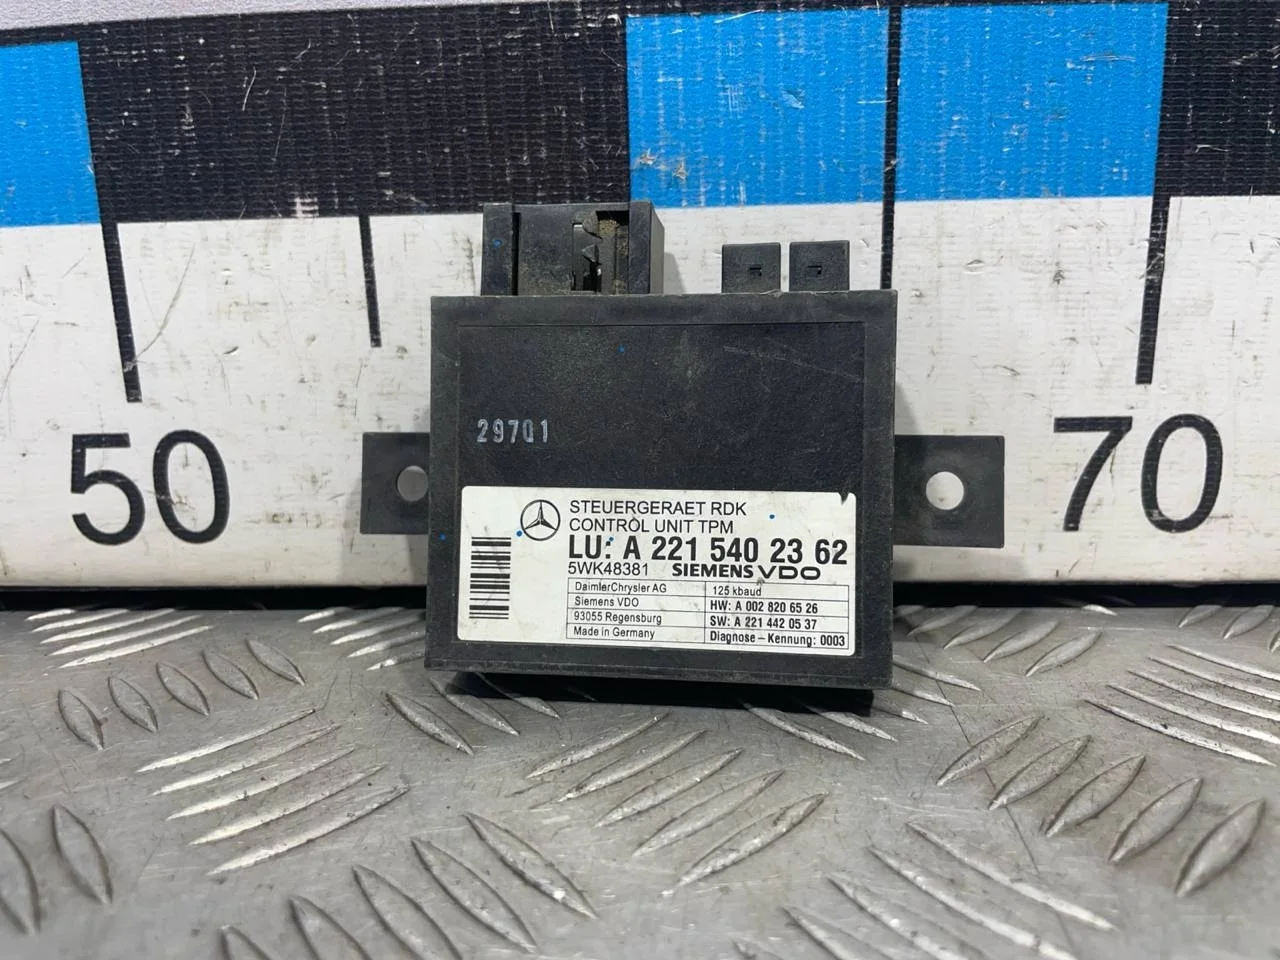 50
70
29701
STEUERGERAET RDK
CONTROL UNIT TPM
LU: A 221 540 23 62
5WK48381 SIEMENS VDO
DaimlerChrysler AG
Siemens VDO
93055 Regensburg
Made in Germany
125 kbaud
HW: A 002 820 65 26
SW: A 221 442 05 37
Diagnose - Kennung: 0003